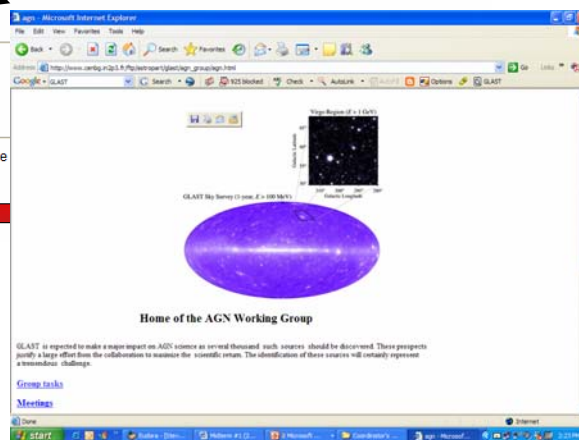 agn - Microsoft Internet Explorer
File Edit View Favorites Tools Help
Back Search Favorites
Address http://www.cenbg.in2p3.fr/ftp/astropart/glast/agn_group/agn.html Go Links
Google GLAST Search 925 blocked Check AutoLink Options GLAST
Virgo Region (E > 1 GeV)
Galactic Latitude
Galactic Longitude
GLAST Sky Survey (1 year, E > 100 MeV)
Home of the AGN Working Group
GLAST is expected to make a major impact on AGN science as several thousand such sources should be discovered. These prospects
justify a large effort from the collaboration to maximize the scientific return. The identification of these sources will certainly represent
a tremendous challenge.
Group tasks
Meetings
Done Internet
start